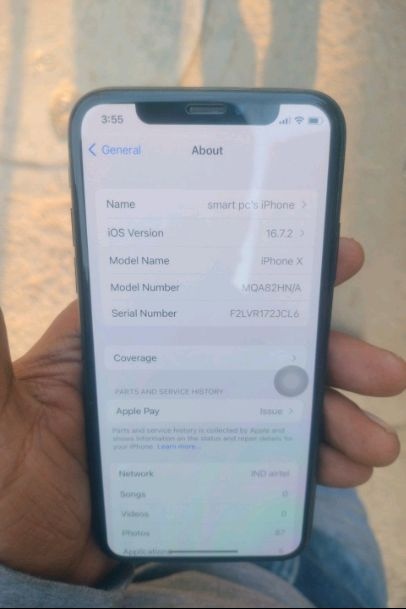 3:55
General
About
Name smart pc's iPhone
iOS Version 16.7.2
Model Name iPhone X
Model Number MQA82HN/A
Serial Number F2LVR172JCL6
Coverage
PARTS AND SERVICE HISTORY
Apple Pay Issue
Parts and service history is collected by Apple and
shows information on the status and repair details for
your iPhone. Learn more...
Network IND airtel
Songs 0
Videos 0
Photos 87
Applications